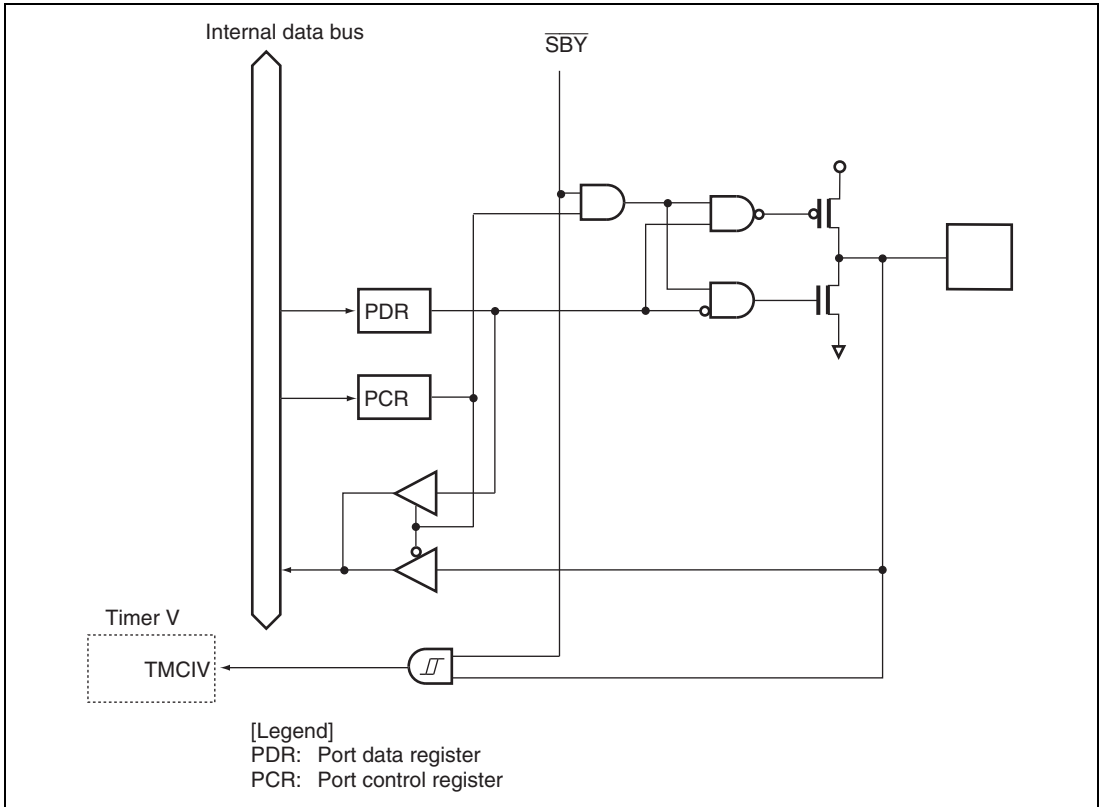 Internal data bus
SBY
PDR
PCR
Timer V
TMCIV
[Legend]
PDR: Port data register
PCR: Port control register